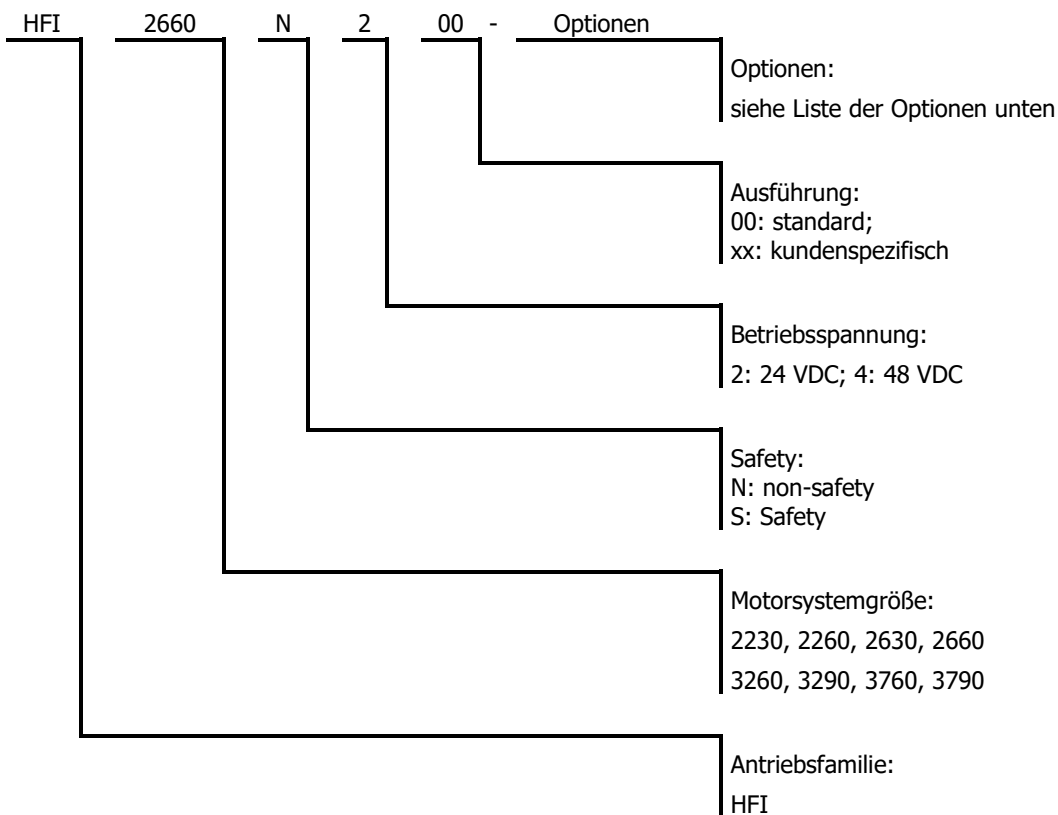 HFI 2660 N 2 00 - Optionen
Optionen:
siehe Liste der Optionen unten
Ausführung:
00: standard;
xx: kundenspezifisch
Betriebsspannung:
2: 24 VDC; 4: 48 VDC
Safety:
N: non-safety
S: Safety
Motorsystemgröße:
2230, 2260, 2630, 2660
3260, 3290, 3760, 3790
Antriebsfamilie:
HFI